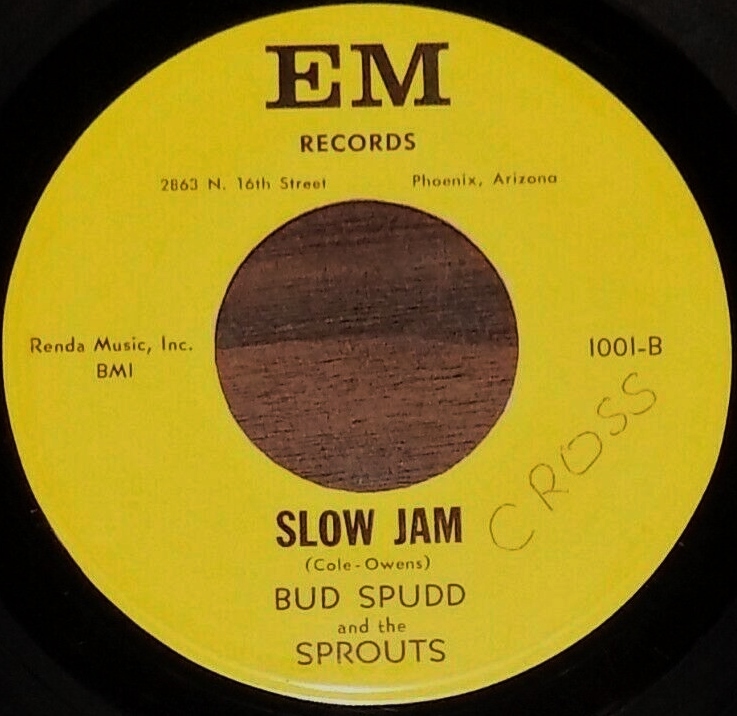 EM
RECORDS
2863 N. 16th Street Phoenix, Arizona
Renda Music, Inc.
BMI
1001-B
CROSS
SLOW JAM
(Cole-Owens)
BUD SPUDD
and the
SPROUTS